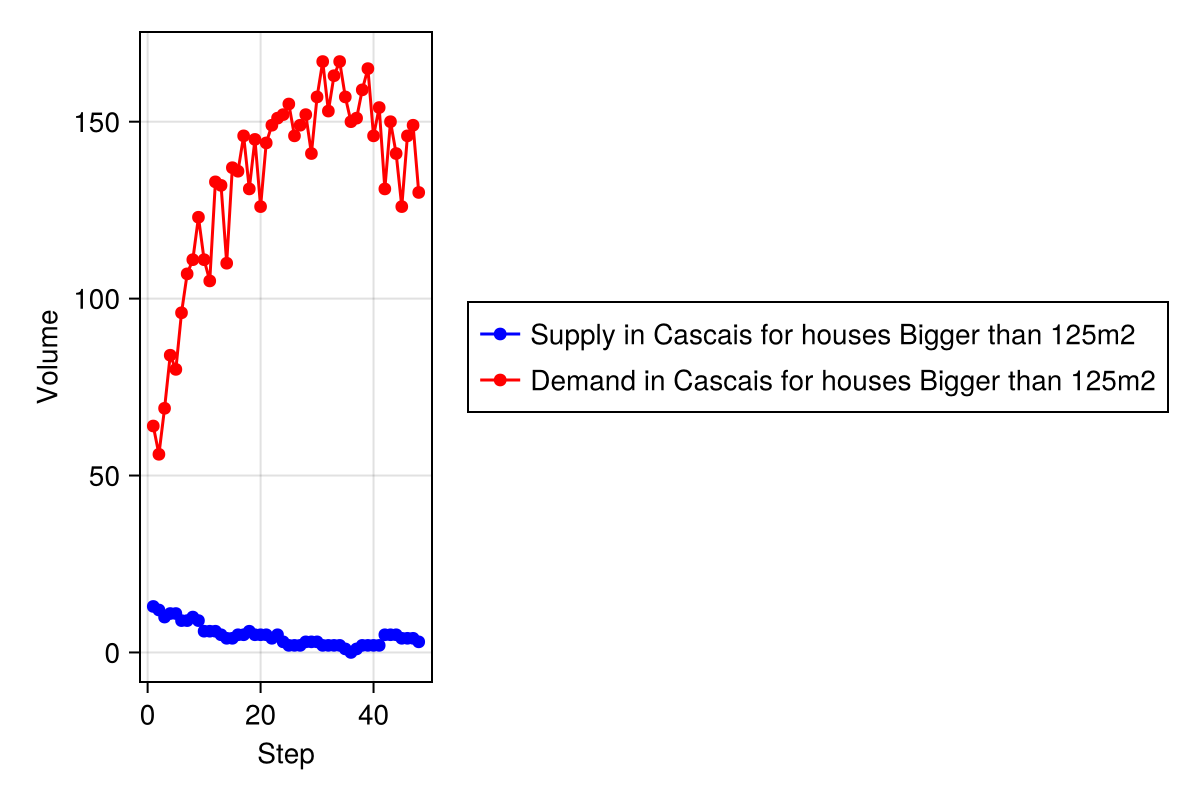 Volume
150
100
50
0
0 20 40
Step
Supply in Cascais for houses Bigger than 125m2
Demand in Cascais for houses Bigger than 125m2